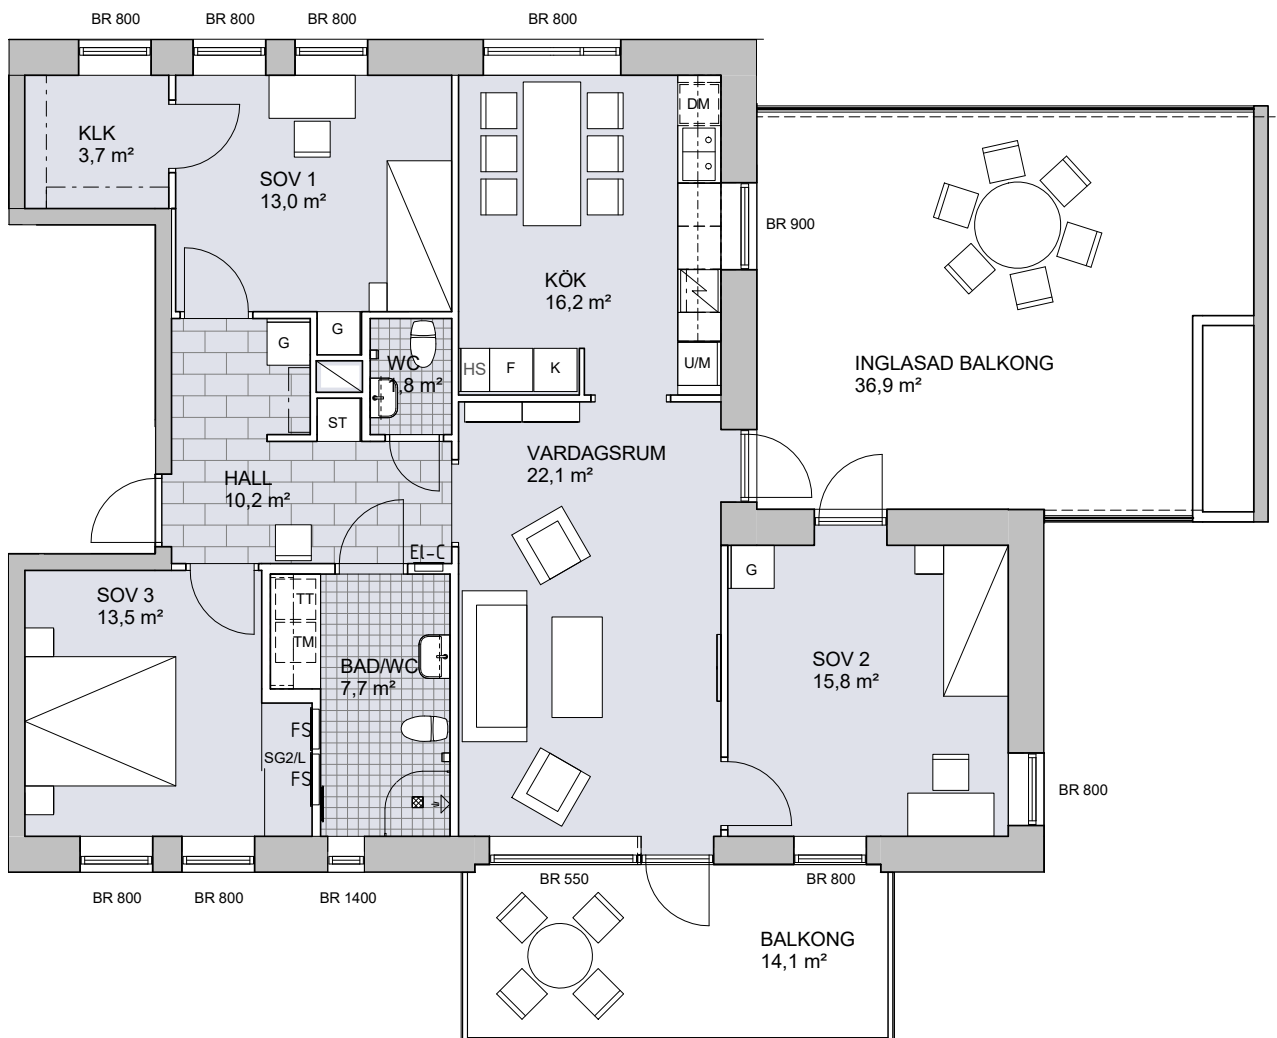 BR 800
BR 800
BR 800
BR 800
KLK
3,7 m²
SOV 1
13,0 m²
DM
BR 900
KÖK
16,2 m²
G
G
WC
1,8 m²
HS
F
K
U/M
INGLASAD BALKONG
36,9 m²
ST
VARDAGSRUM
22,1 m²
HALL
10,2 m²
El-C
SOV 3
13,5 m²
TT
TM
G
BAD/WC
7,7 m²
SOV 2
15,8 m²
FS
SG2/L
FS
BR 800
BR 800
BR 800
BR 1400
BR 550
BR 800
BALKONG
14,1 m²